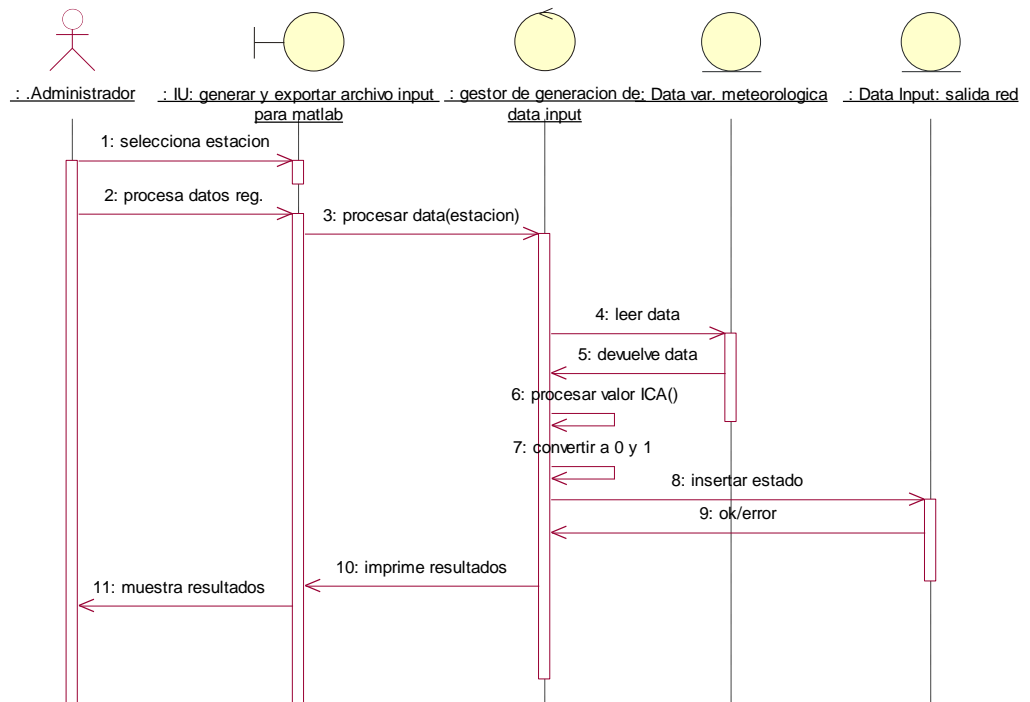 : .Administrador
: IU: generar y exportar archivo input
para matlab
: gestor de generacion de
data input
: Data var. meteorologica
: Data Input: salida red
1: selecciona estacion
2: procesa datos reg.
3: procesar data(estacion)
4: leer data
5: devuelve data
6: procesar valor ICA()
7: convertir a 0 y 1
8: insertar estado
9: ok/error
10: imprime resultados
11: muestra resultados